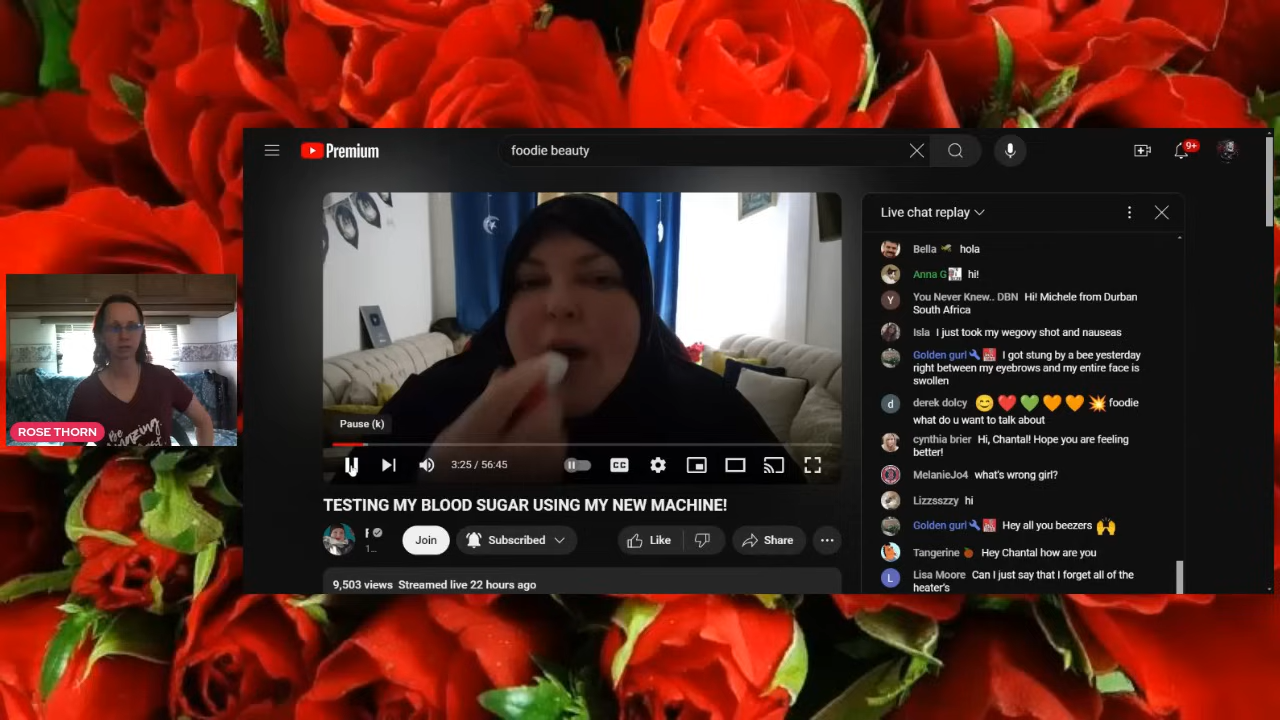 Premium
foodie beauty
9+
Live chat replay
Bella hola
Anna G hi!
You Never Knew.. DBN Hi! Michele from Durban
South Africa
Isla I just took my wegovy shot and nauseas
Golden gurl I got stung by a bee yesterday
right between my eyebrows and my entire face is
swollen
derek dolcy foodie
what do u want to talk about
cynthia brier Hi, Chantal! Hope you are feeling
better!
MelanieJo4 what's wrong girl?
Lizzsszzy hi
Golden gurl Hey all you beezers
Tangerine Hey Chantal how are you
Lisa Moore Can I just say that I forget all of the
heater's
Pause (k)
3:25 / 56:45
CC
TESTING MY BLOOD SUGAR USING MY NEW MACHINE!
Join
Subscribed
Like
Share
9,503 views Streamed live 22 hours ago
ROSE THORN
Be
Amazing